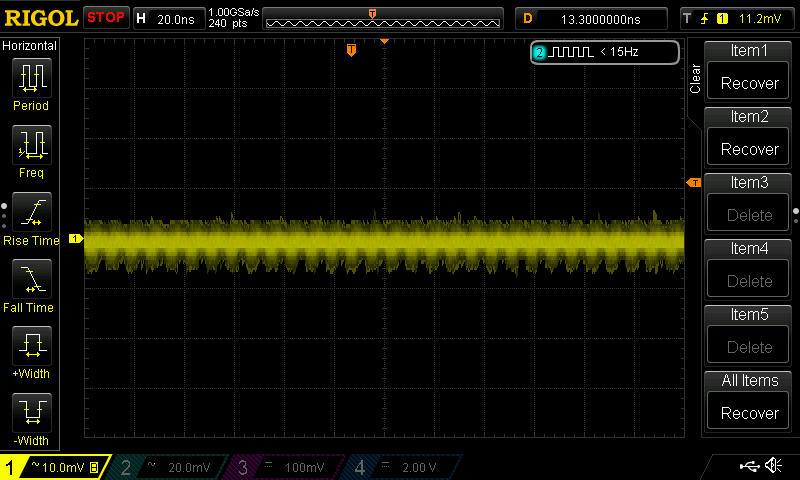 RIGOL STOP H 20.0ns 1.00GSa/s 240 pts T D 13.3000000ns T 1 11.2mV
Horizontal
Period
Freq
Rise Time
Fall Time
+Width
-Width
T
2 < 15Hz
1
T
Clear
Item1
Recover
Item2
Recover
Item3
Delete
Item4
Delete
Item5
Delete
All Items
Recover
1 ~ 10.0mV B 2 ~ 20.0mV 3 = 100mV 4 = 2.00 V